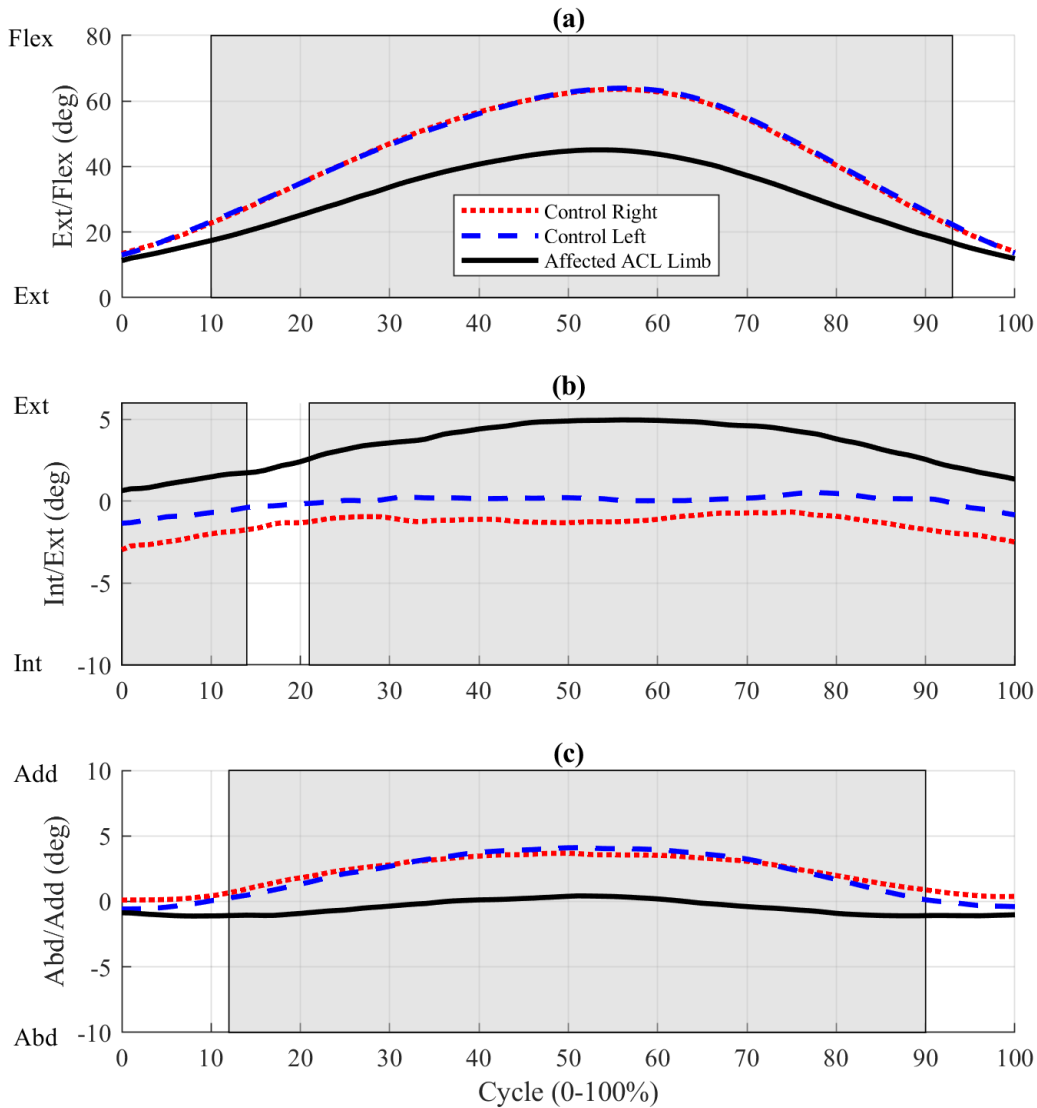 (a)
Flex
Ext
Ext/Flex (deg)
80
60
40
20
0
Control Right
Control Left
Affected ACL Limb
0 10 20 30 40 50 60 70 80 90 100
(b)
Ext
Int
Int/Ext (deg)
5
0
-5
-10
0 10 20 30 40 50 60 70 80 90 100
(c)
Add
Abd
Abd/Add (deg)
10
5
0
-5
-10
0 10 20 30 40 50 60 70 80 90 100
Cycle (0-100%)